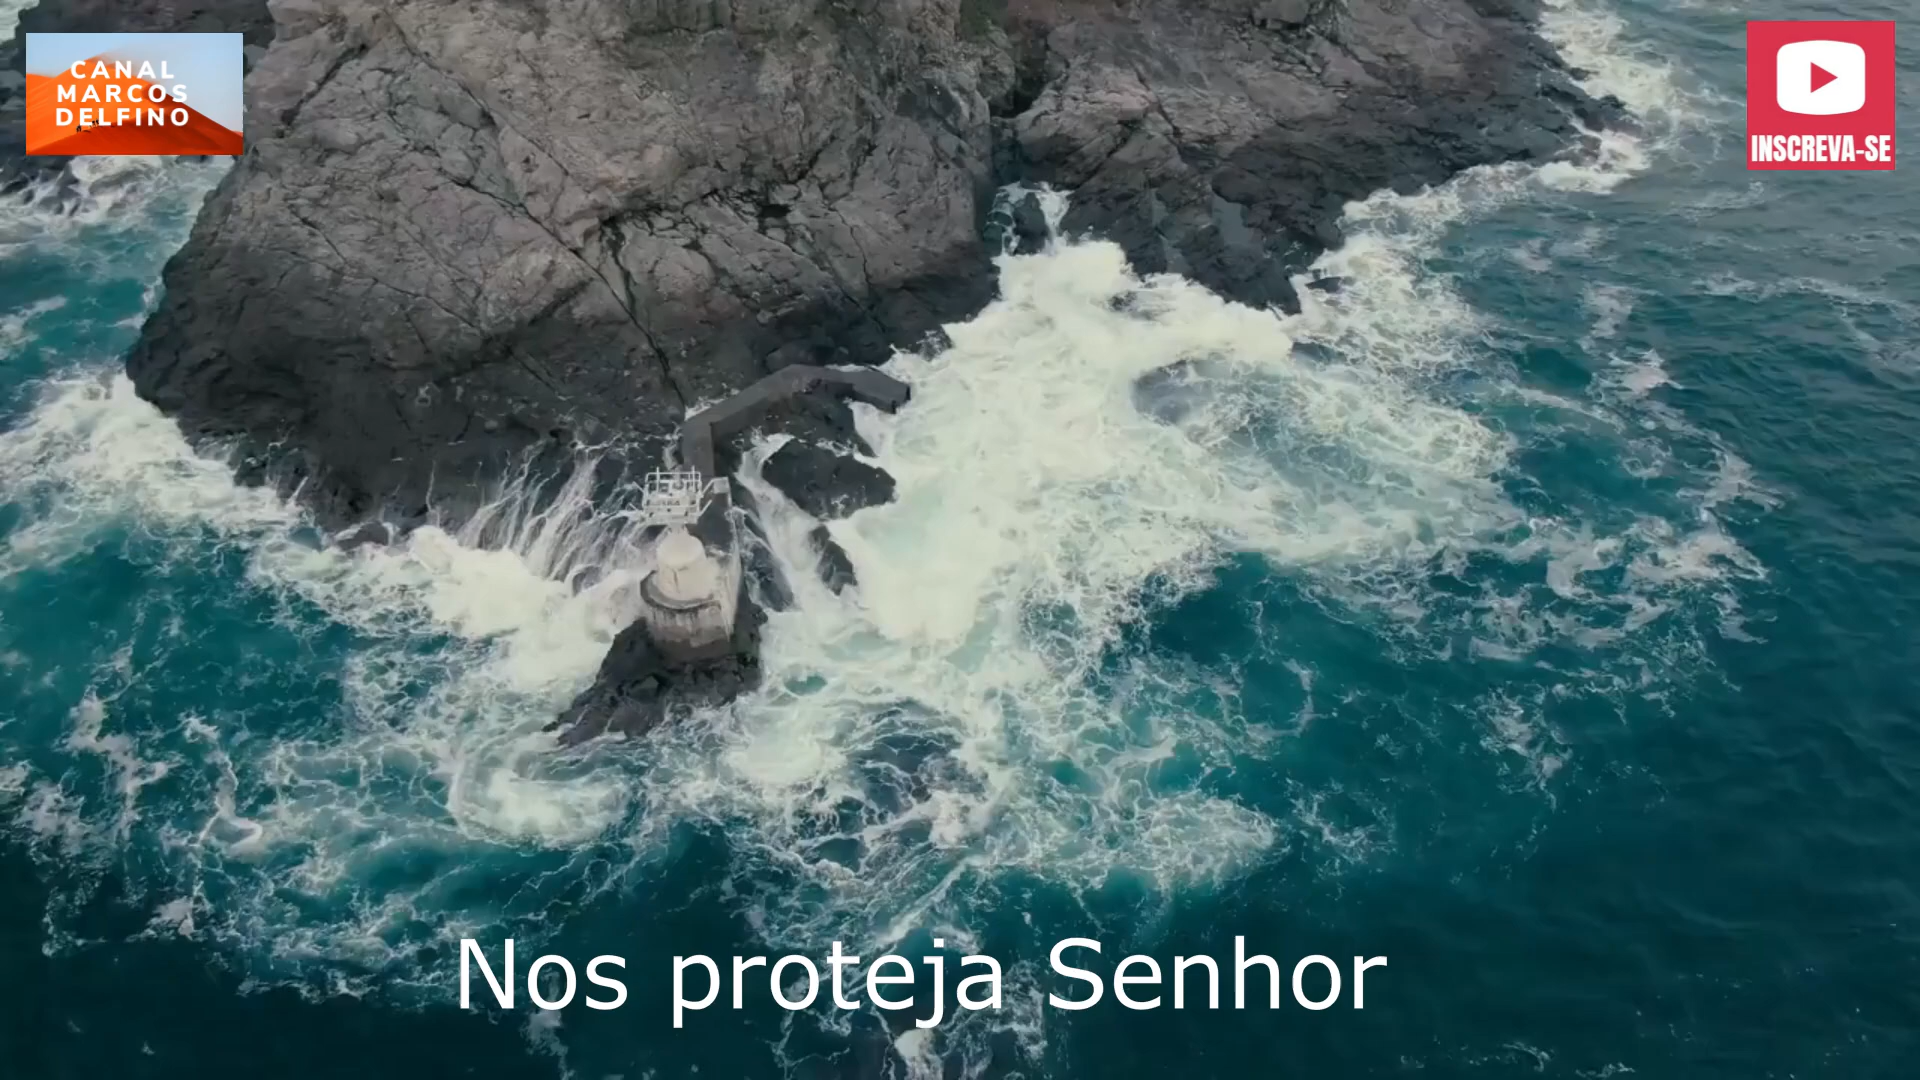 CANAL
MARCOS
DELFINO
INSCREVA-SE
Nos proteja Senhor